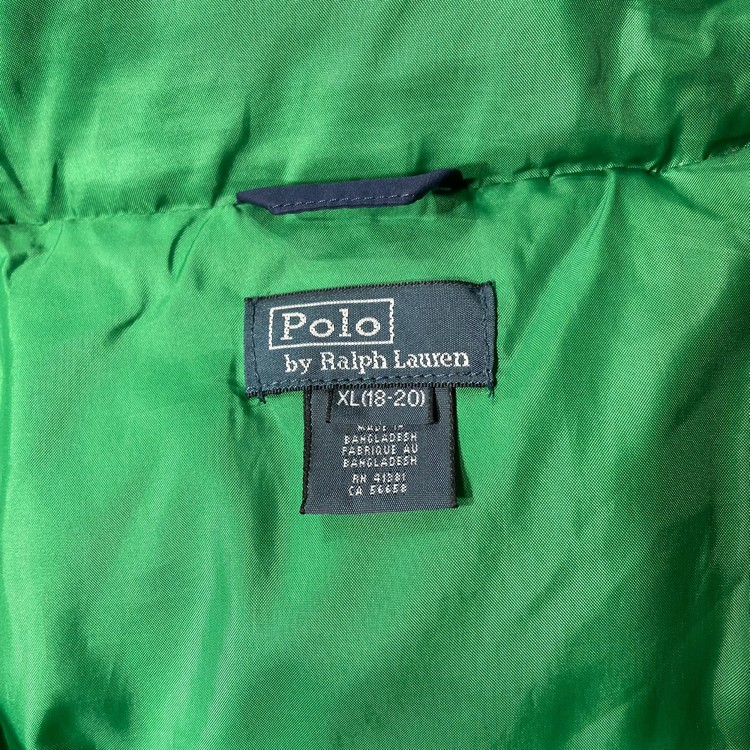 Polo
by Ralph Lauren
XL(18-20)
MADE IN
BANGLADESH
FABRIQUE AU
BANGLADESH
RN 41381
CA 56658